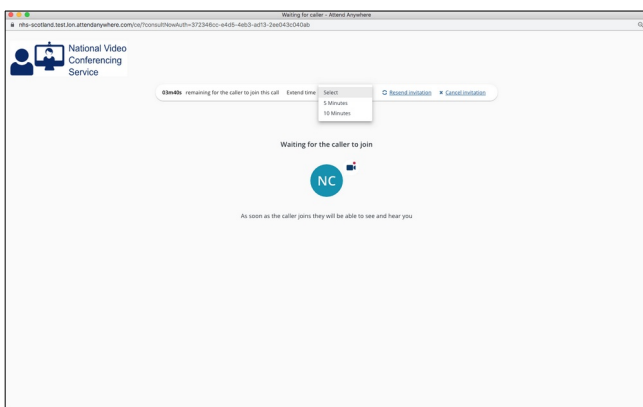 Waiting for caller - Attend Anywhere
nhs-scotland.test.lon.attendanywhere.com/ce/?consultNowAuth=372346cc-e4d5-4eb3-ad13-2ee043c040ab
National Video
Conferencing
Service
03m40s remaining for the caller to join this call Extend time Select Resend invitation × Cancel invitation
5 Minutes
10 Minutes
Waiting for the caller to join
NC
As soon as the caller joins they will be able to see and hear you